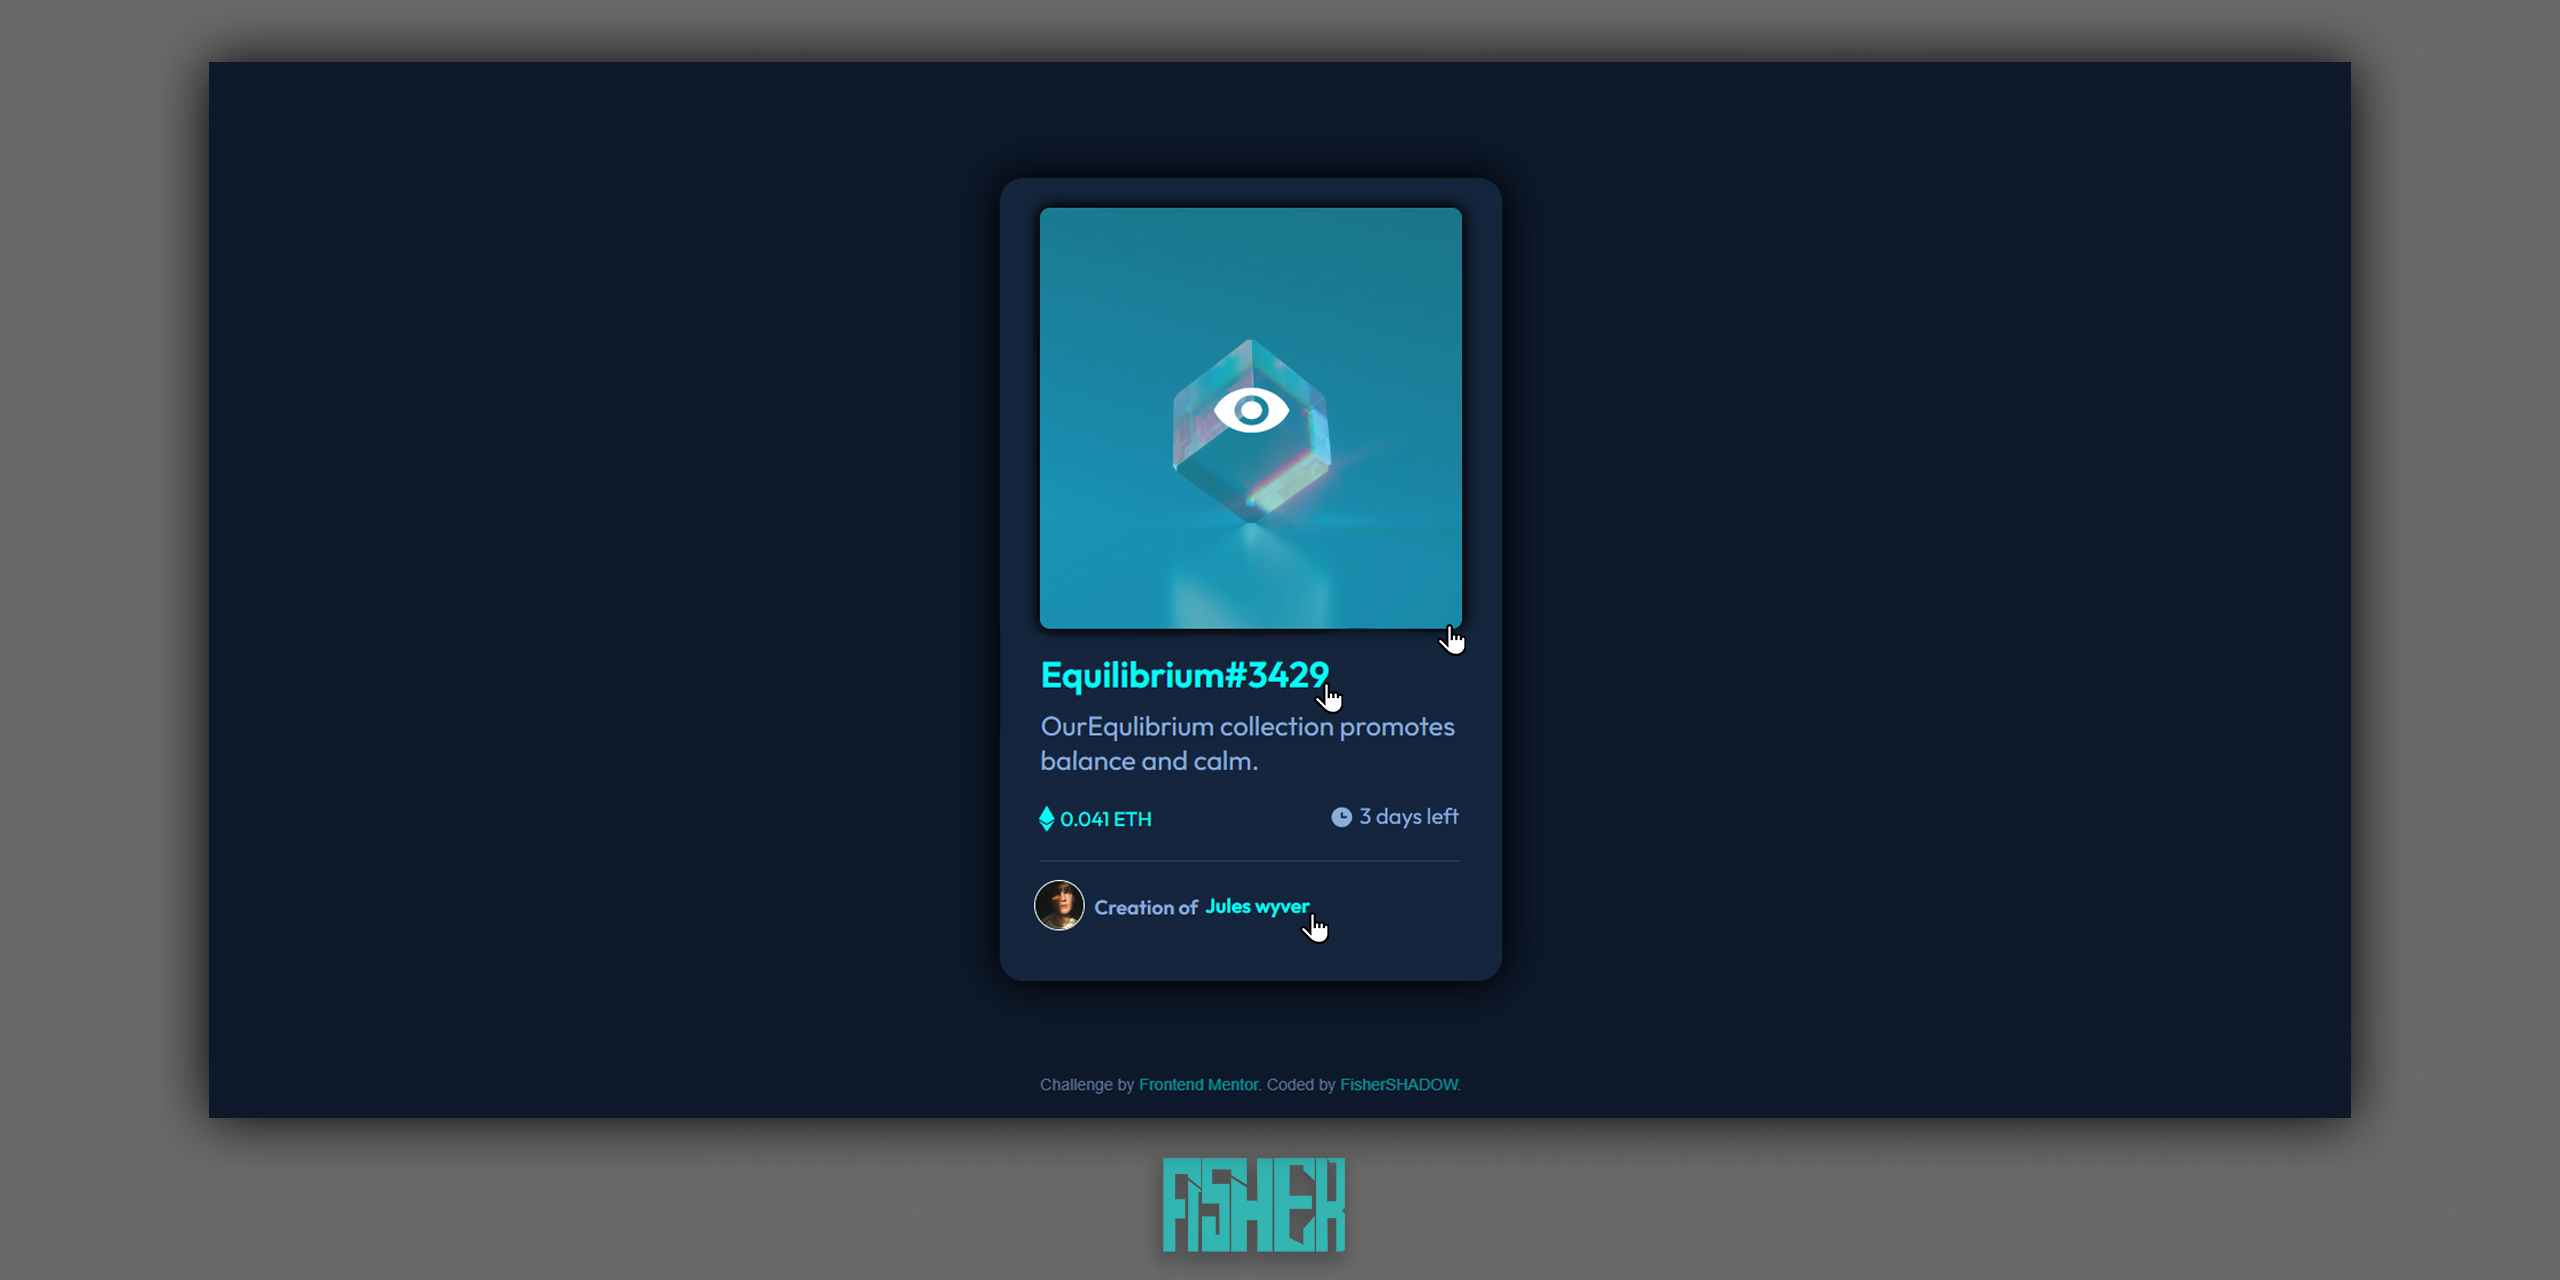 Equilibrium#3429
OurEqulibrium collection promotes
balance and calm.
0.041 ETH
3 days left
Creation of Jules wyver
Challenge by Frontend Mentor. Coded by FisherSHADOW.
FISHER